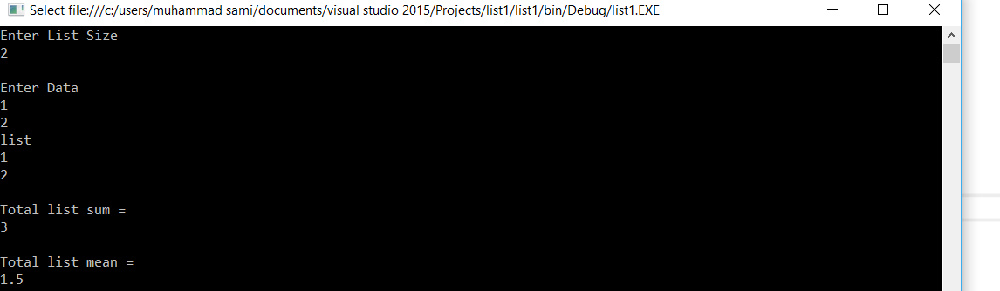 Select file:///c:/users/muhammad sami/documents/visual studio 2015/Projects/list1/list1/bin/Debug/list1.EXE
Enter List Size
2
Enter Data
1
2
list
1
2
Total list sum =
3
Total list mean =
1.5